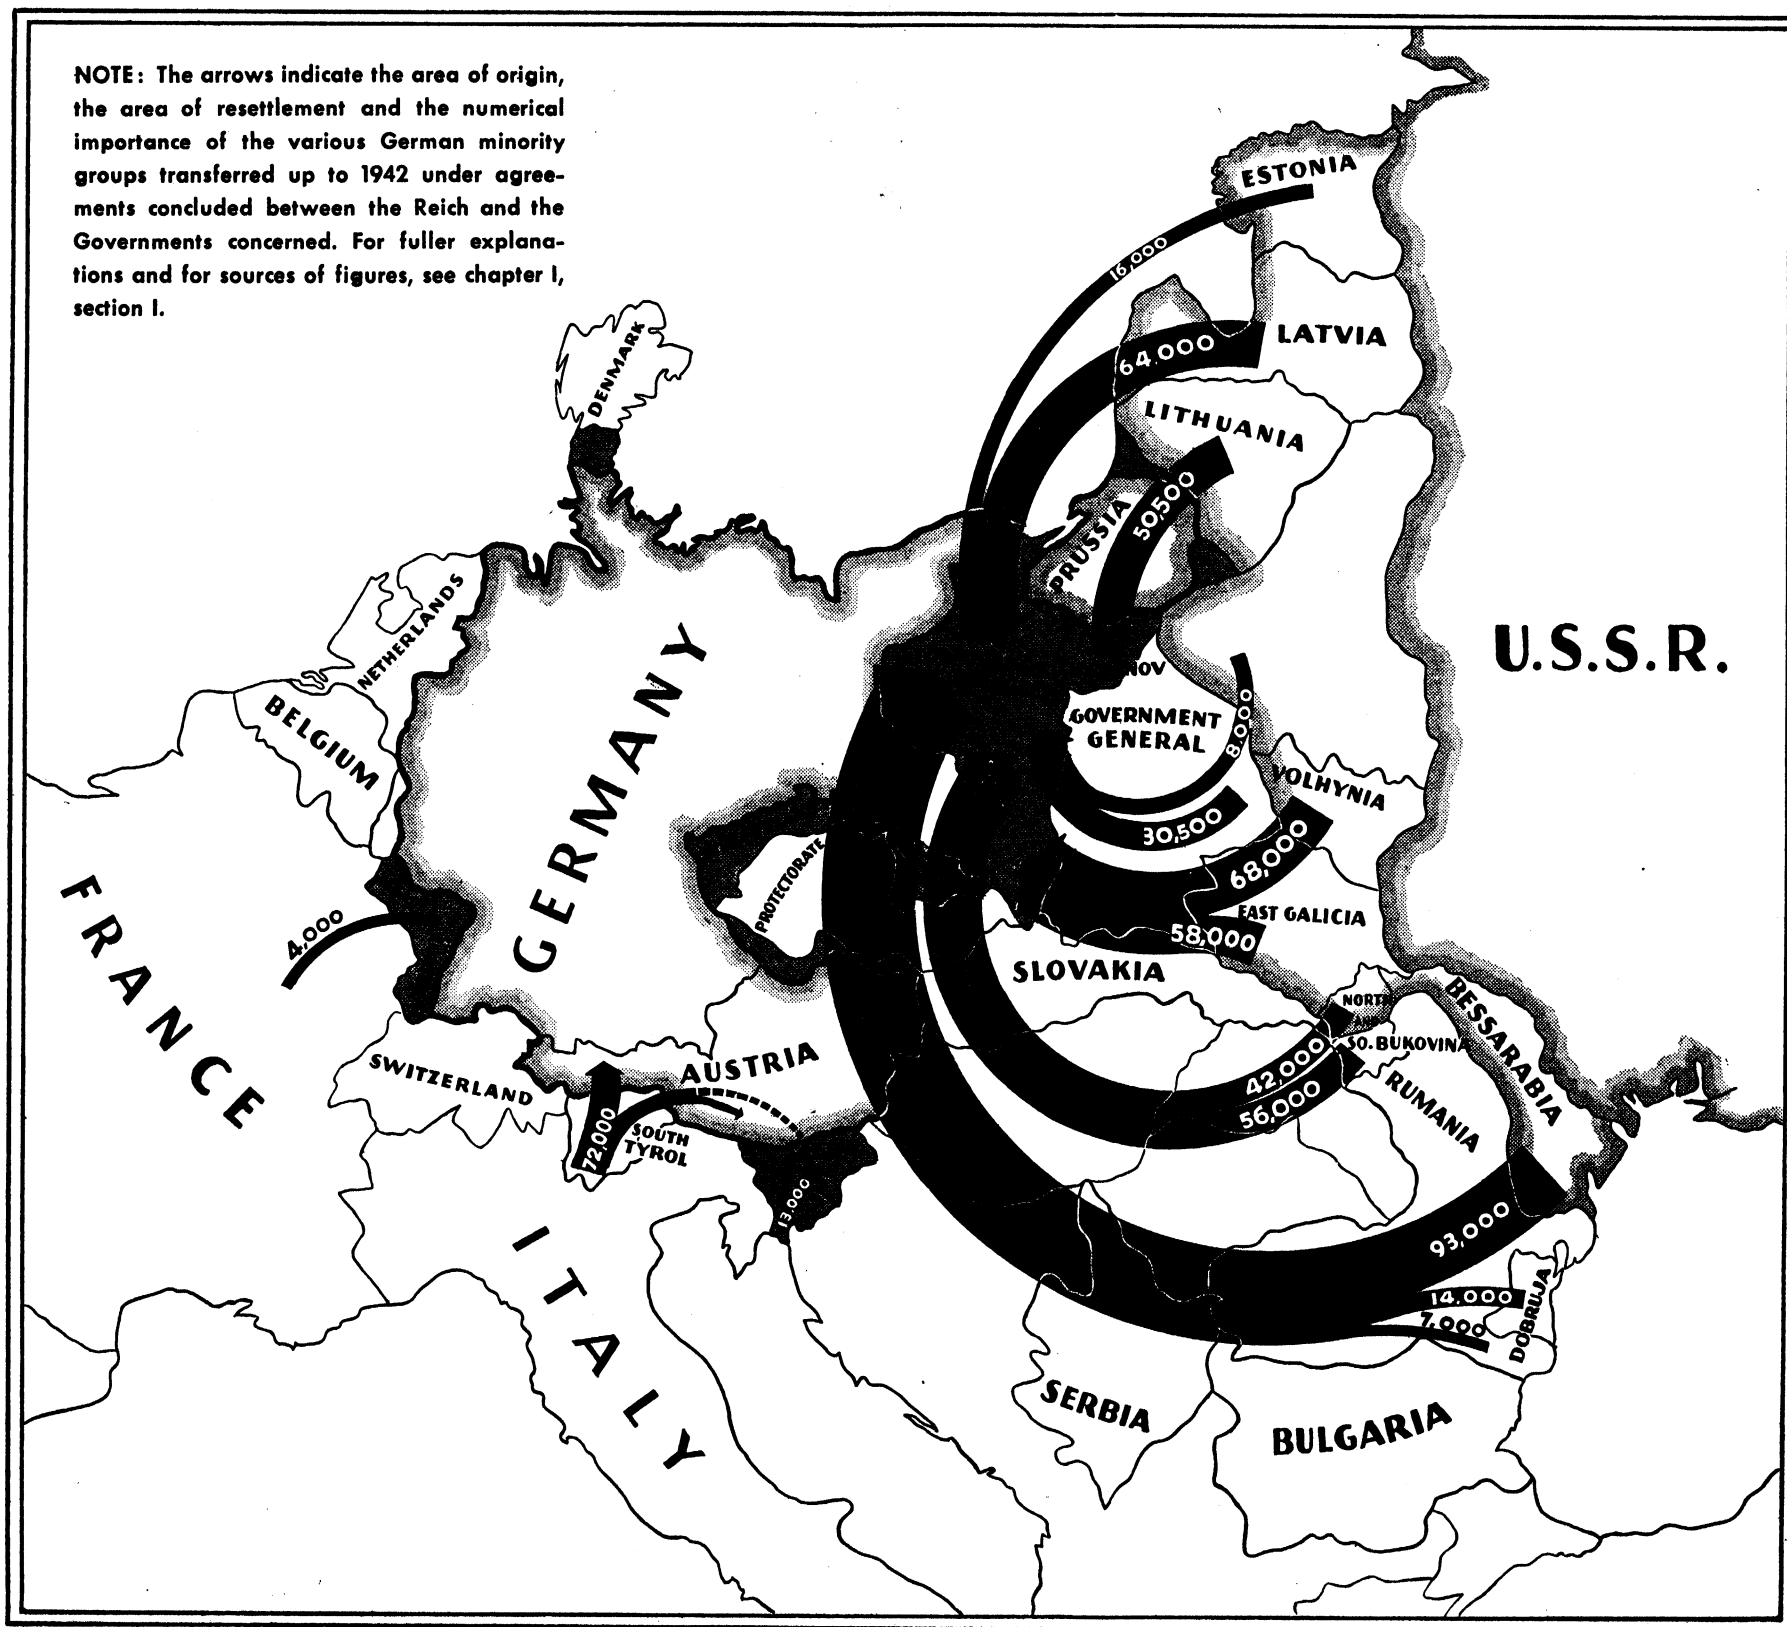 NOTE: The arrows indicate the area of origin,
the area of resettlement and the numerical
importance of the various German minority
groups transferred up to 1942 under agree-
ments concluded between the Reich and the
Governments concerned. For fuller explana-
tions and for sources of figures, see chapter I,
section I.
ESTONIA
16,000
LATVIA
64,000
DENMARK
LITHUANIA
50,500
PRUSSIA
NETHERLANDS
U.S.S.R.
GERMANY
NOV
BELGIUM
GOVERNMENT
GENERAL
8,000
VOLHYNIA
30,500
68,000
PROTECTORATE
FRANCE
4,000
EAST GALICIA
58,000
SLOVAKIA
NORTH
AND
SO. BUKOVINA
BESSARABIA
42,000
56,000
AUSTRIA
SWITZERLAND
RUMANIA
72,000
SOUTH
TYROL
13,000
93,000
ITALY
14,000
7,000
DOBRUJA
SERBIA
BULGARIA